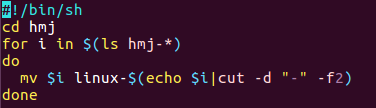 #!/bin/sh
cd hmj
for i in $(ls hmj-*)
do
  mv $i linux-$(echo $i|cut -d "-" -f2)
done